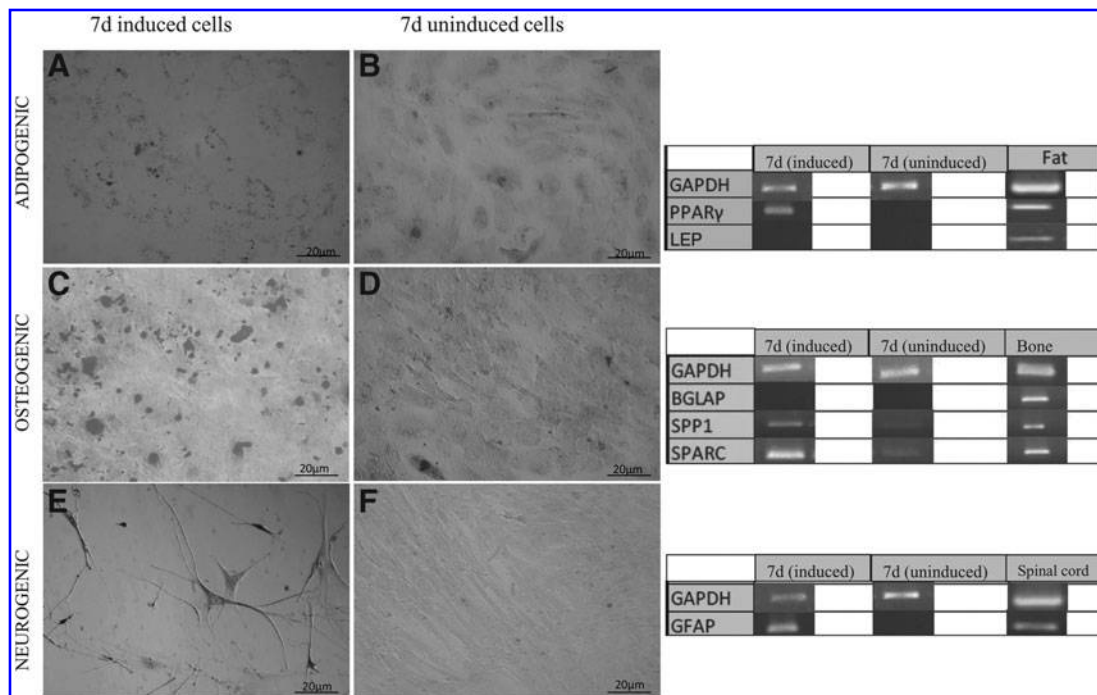 7d induced cells 7d uninduced cells
ADIPOGENIC
A
20μm
B
20μm
7d (induced) 7d (uninduced) Fat
GAPDH
PPARγ
LEP
OSTEOGENIC
C
20μm
D
20μm
7d (induced) 7d (uninduced) Bone
GAPDH
BGLAP
SPP1
SPARC
NEUROGENIC
E
20μm
F
20μm
7d (induced) 7d (uninduced) Spinal cord
GAPDH
GFAP